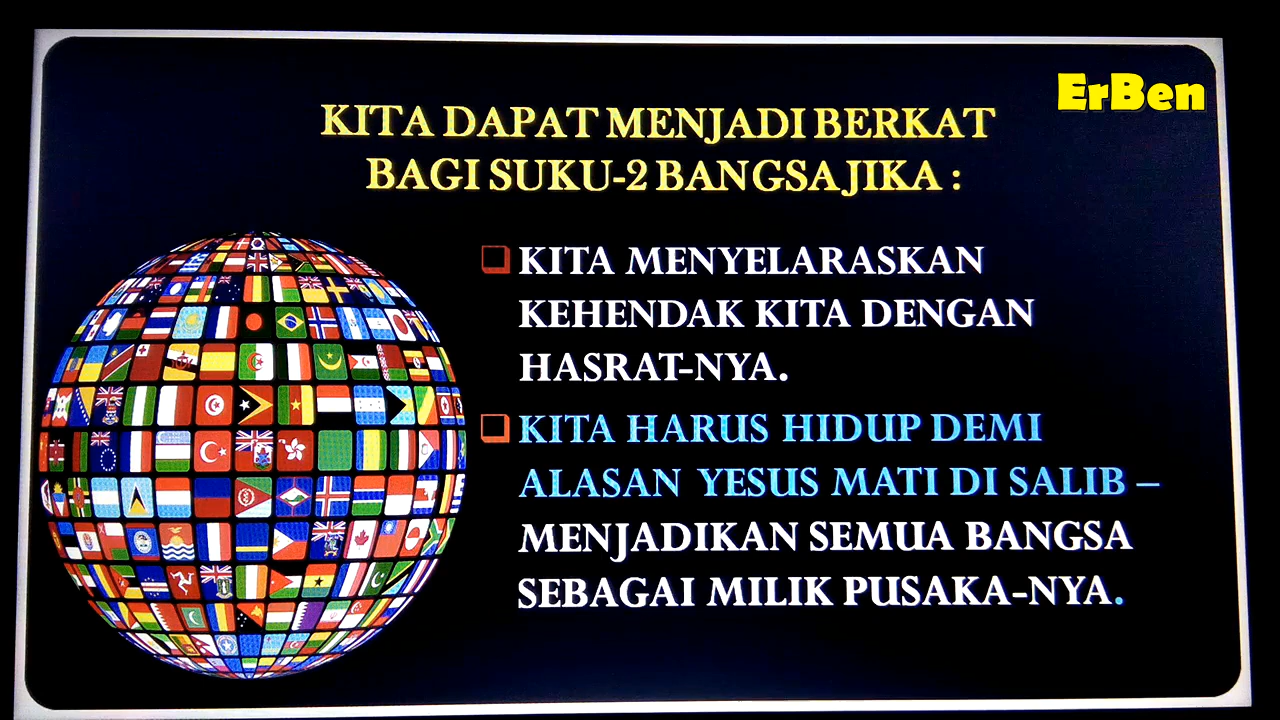 ErBen
KITA DAPAT MENJADI BERKAT
BAGI SUKU-2 BANGSA JIKA :
KITA MENYELARASKAN
KEHENDAK KITA DENGAN
HASRAT-NYA.
KITA HARUS HIDUP DEMI
ALASAN YESUS MATI DI SALIB –
MENJADIKAN SEMUA BANGSA
SEBAGAI MILIK PUSAKA-NYA.